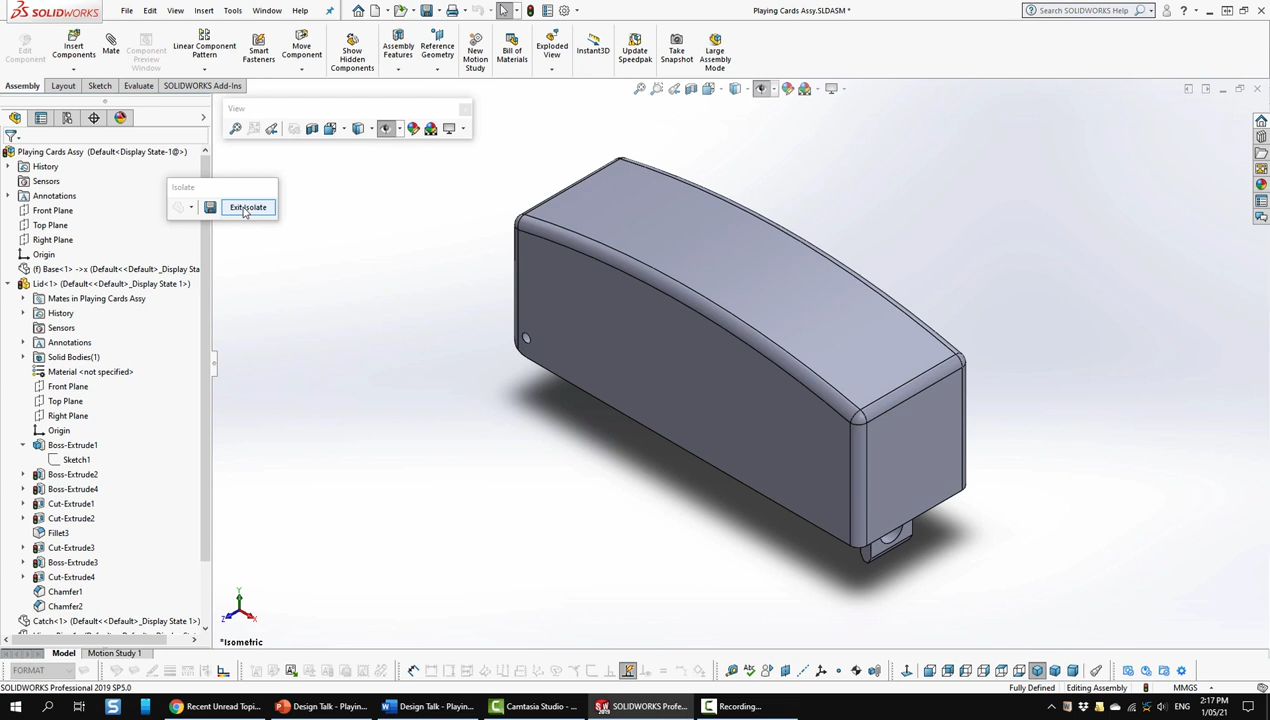 SOLIDWORKS
File
Edit
View
Insert
Tools
Window
Help
Playing Cards Assy.SLDASM *
Search SOLIDWORKS Help
Edit Component
Insert Components
Mate
Component Preview Window
Linear Component Pattern
Smart Fasteners
Move Component
Show Hidden Components
Assembly Features
Reference Geometry
New Motion Study
Bill of Materials
Exploded View
Instant3D
Update Speedpak
Take Snapshot
Large Assembly Mode
Assembly
Layout
Sketch
Evaluate
SOLIDWORKS Add-Ins
View
Isolate
Exit Isolate
Playing Cards Assy (Default<Display State-1@>)
History
Sensors
Annotations
Front Plane
Top Plane
Right Plane
Origin
(f) Base<1> ->x (Default<<Default>_Display Sta
Lid<1> (Default<<Default>_Display State 1>)
Mates in Playing Cards Assy
History
Sensors
Annotations
Solid Bodies(1)
Material <not specified>
Front Plane
Top Plane
Right Plane
Origin
Boss-Extrude1
Sketch1
Boss-Extrude2
Boss-Extrude4
Cut-Extrude1
Cut-Extrude2
Fillet3
Cut-Extrude3
Boss-Extrude3
Cut-Extrude4
Chamfer1
Chamfer2
Catch<1> (Default<<Default>_Display State 1>)
Y
Z
X
*Isometric
Model
Motion Study 1
FORMAT
SOLIDWORKS Professional 2019 SP5.0
Fully Defined
Editing Assembly
MMGS
Recent Unread Topi...
Design Talk - Playin...
Design Talk - Playin...
Camtasia Studio - ...
SOLIDWORKS Profe...
Recording...
ENG
2:17 PM
1/05/21